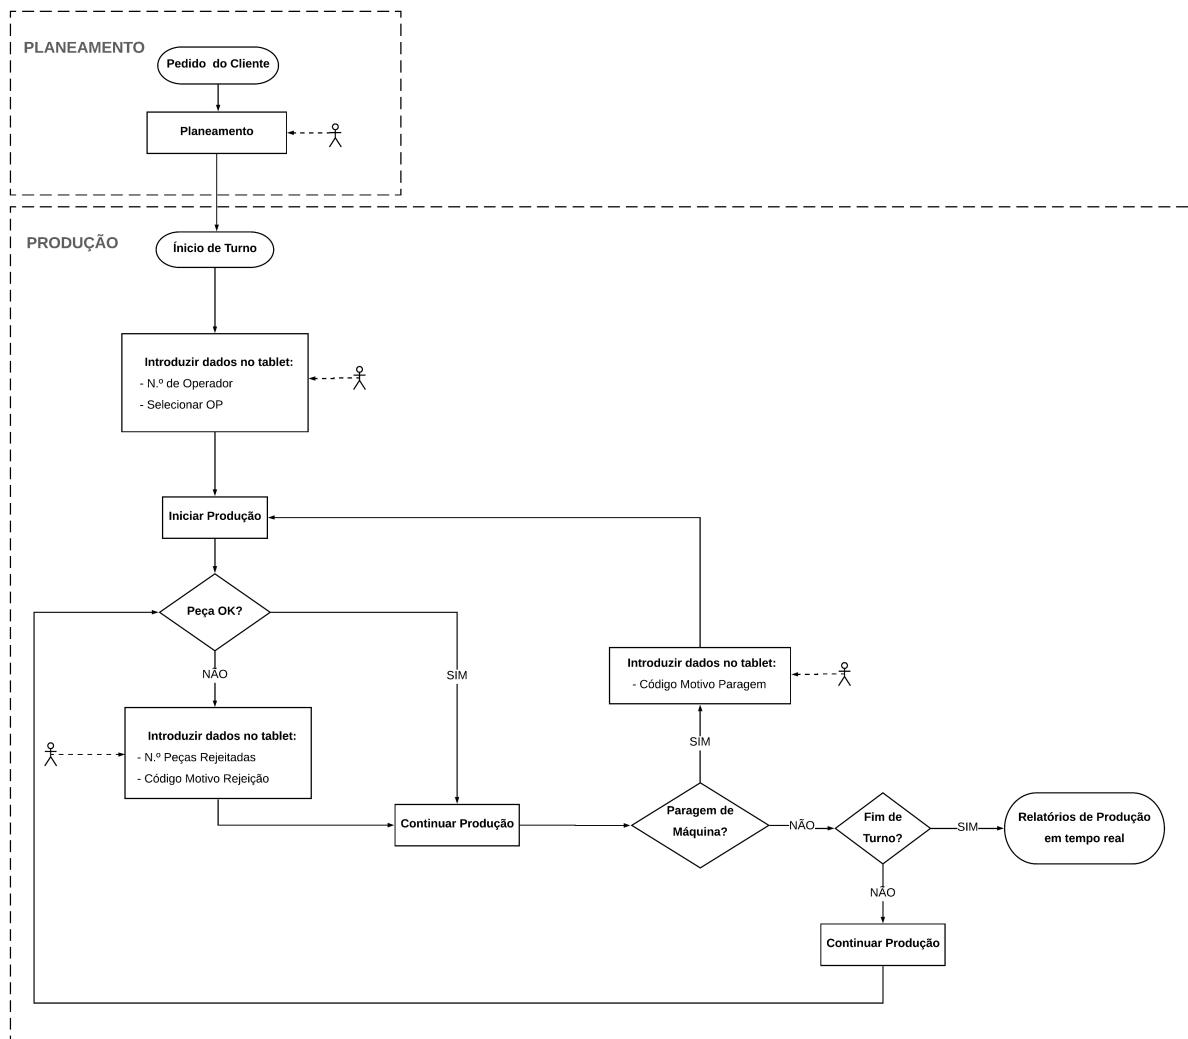 PLANEAMENTO
Pedido  do Cliente
Planeamento
PRODUÇÃO
Ínicio de Turno
Introduzir dados no tablet:
- N.º de Operador
- Selecionar OP
Iniciar Produção
Peça OK?
NÃO
SIM
Introduzir dados no tablet:
- N.º Peças Rejeitadas
- Código Motivo Rejeição
Continuar Produção
Introduzir dados no tablet:
- Código Motivo Paragem
SIM
Paragem de
Máquina?
NÃO
Fim de
Turno?
SIM
Relatórios de Produção
em tempo real
NÃO
Continuar Produção